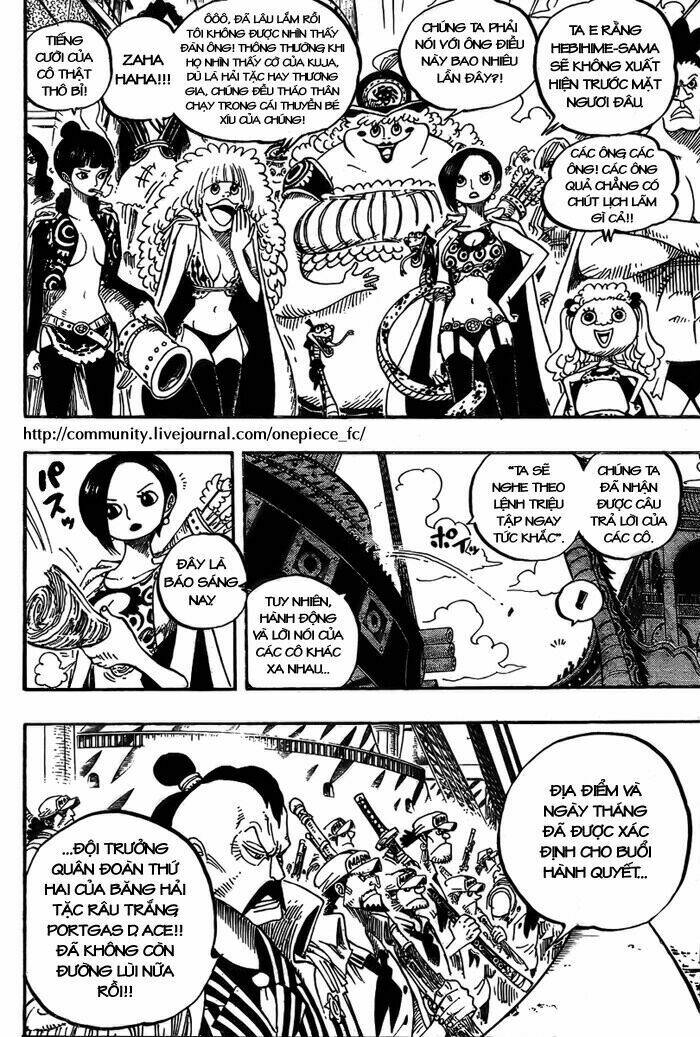 TA E RẰNG
HEBIHIME-SAMA
SẼ KHÔNG XUẤT
HIỆN TRƯỚC MẶT
NGƯƠI ĐÂU.
CÁC ÔNG, CÁC
ÔNG! CÁC ÔNG
QUẢ CHẲNG CÓ
CHÚT LỊCH LÃM
GÌ CẢ!!
CHÚNG TA PHẢI
NÓI VỚI ÔNG ĐIỀU
NÀY BAO NHIÊU
LẦN ĐÂY?!
ÔÔÔ, ĐÃ LÂU LẮM RỒI
TÔI KHÔNG ĐƯỢC NHÌN THẤY
ĐÀN ÔNG! THÔNG THƯỜNG KHI
HỌ NHÌN THẤY CỜ CỦA KUJA,
DÙ LÀ HẢI TẶC HAY THƯƠNG
GIA, CHÚNG ĐỀU THÁO THÂN
CHẠY TRONG CÁI THUYỀN BÉ
XÍU CỦA CHÚNG!
ZAHA
HAHA!!!
TIẾNG
CƯỜI CỦA
CÔ THẬT
THÔ BỈ!
http://community.livejournal.com/onepiece_fc/
CHÚNG TA
ĐÃ NHẬN
ĐƯỢC CÂU
TRẢ LỜI CỦA
CÁC CÔ.
"TA SẼ
NGHE THEO
LỆNH TRIỆU
TẬP NGAY
TỨC KHẮC".
!
ポイッ
TUY NHIÊN,
HÀNH ĐỘNG
VÀ LỜI NÓI CỦA
CÁC CÔ KHÁC
XA NHAU...
パスッ
ĐÂY LÀ
BÁO SÁNG
NAY.
ĐỊA ĐIỂM VÀ
NGÀY THÁNG
ĐÃ ĐƯỢC XÁC
ĐỊNH CHO BUỔI
HÀNH QUYẾT...
...ĐỘI TRƯỞNG
QUÂN ĐOÀN THỨ
HAI CỦA BĂNG HẢI
TẶC RÂU TRẮNG,
PORTGAS D. ACE!!
ĐÃ KHÔNG CÒN
ĐƯỜNG LÙI NỮA
RỒI!!